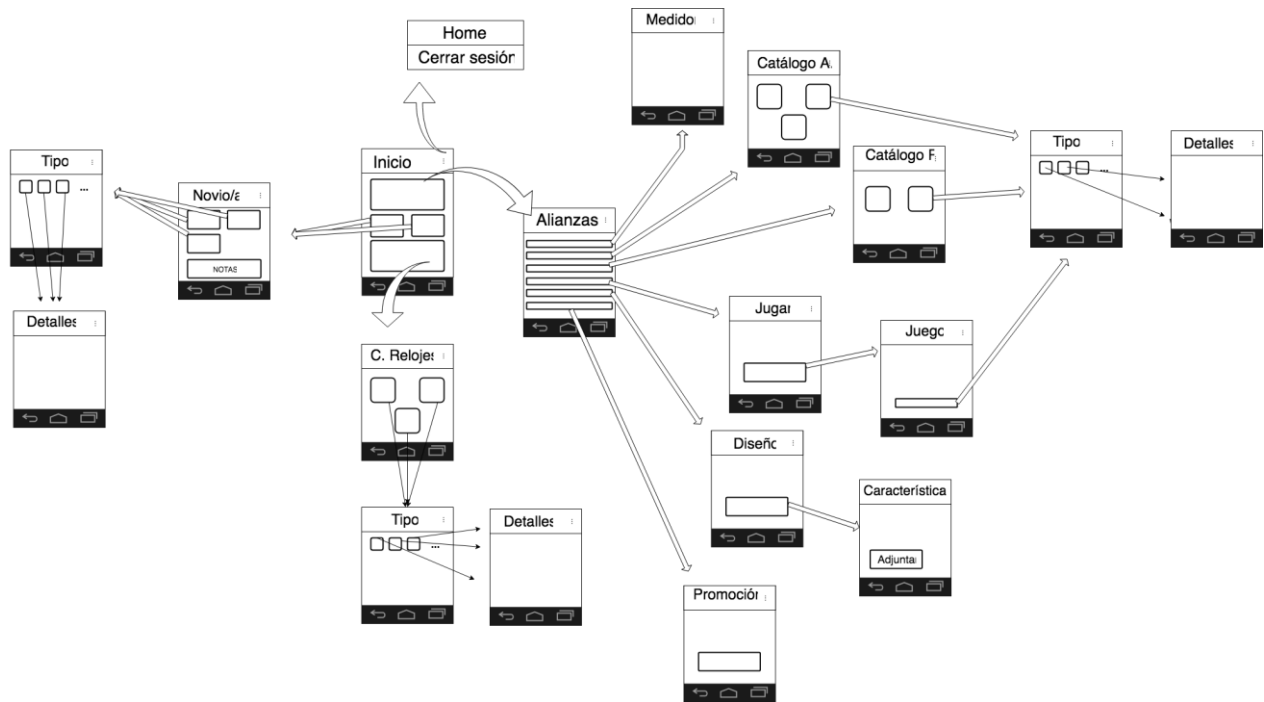 Home
Cerrar sesión
Medido
Catálogo A
Catálogo F
Tipo
Detalles
Tipo
Novio/a
NOTAS
Inicio
Alianzas
Detalles
Jugar
Juego
C. Relojes
Diseño
Característica
Adjunta
Tipo
Detalles
Promoción